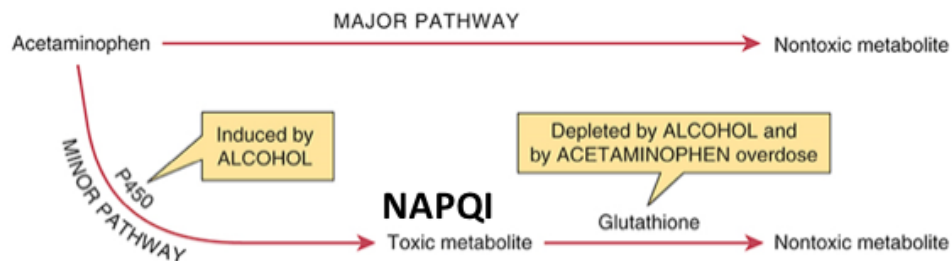 MAJOR PATHWAY
Acetaminophen
Nontoxic metabolite
Induced by
ALCOHOL
Depleted by ALCOHOL and
by ACETAMINOPHEN overdose
P450
MINOR PATHWAY
NAPQI
Glutathione
Toxic metabolite
Nontoxic metabolite